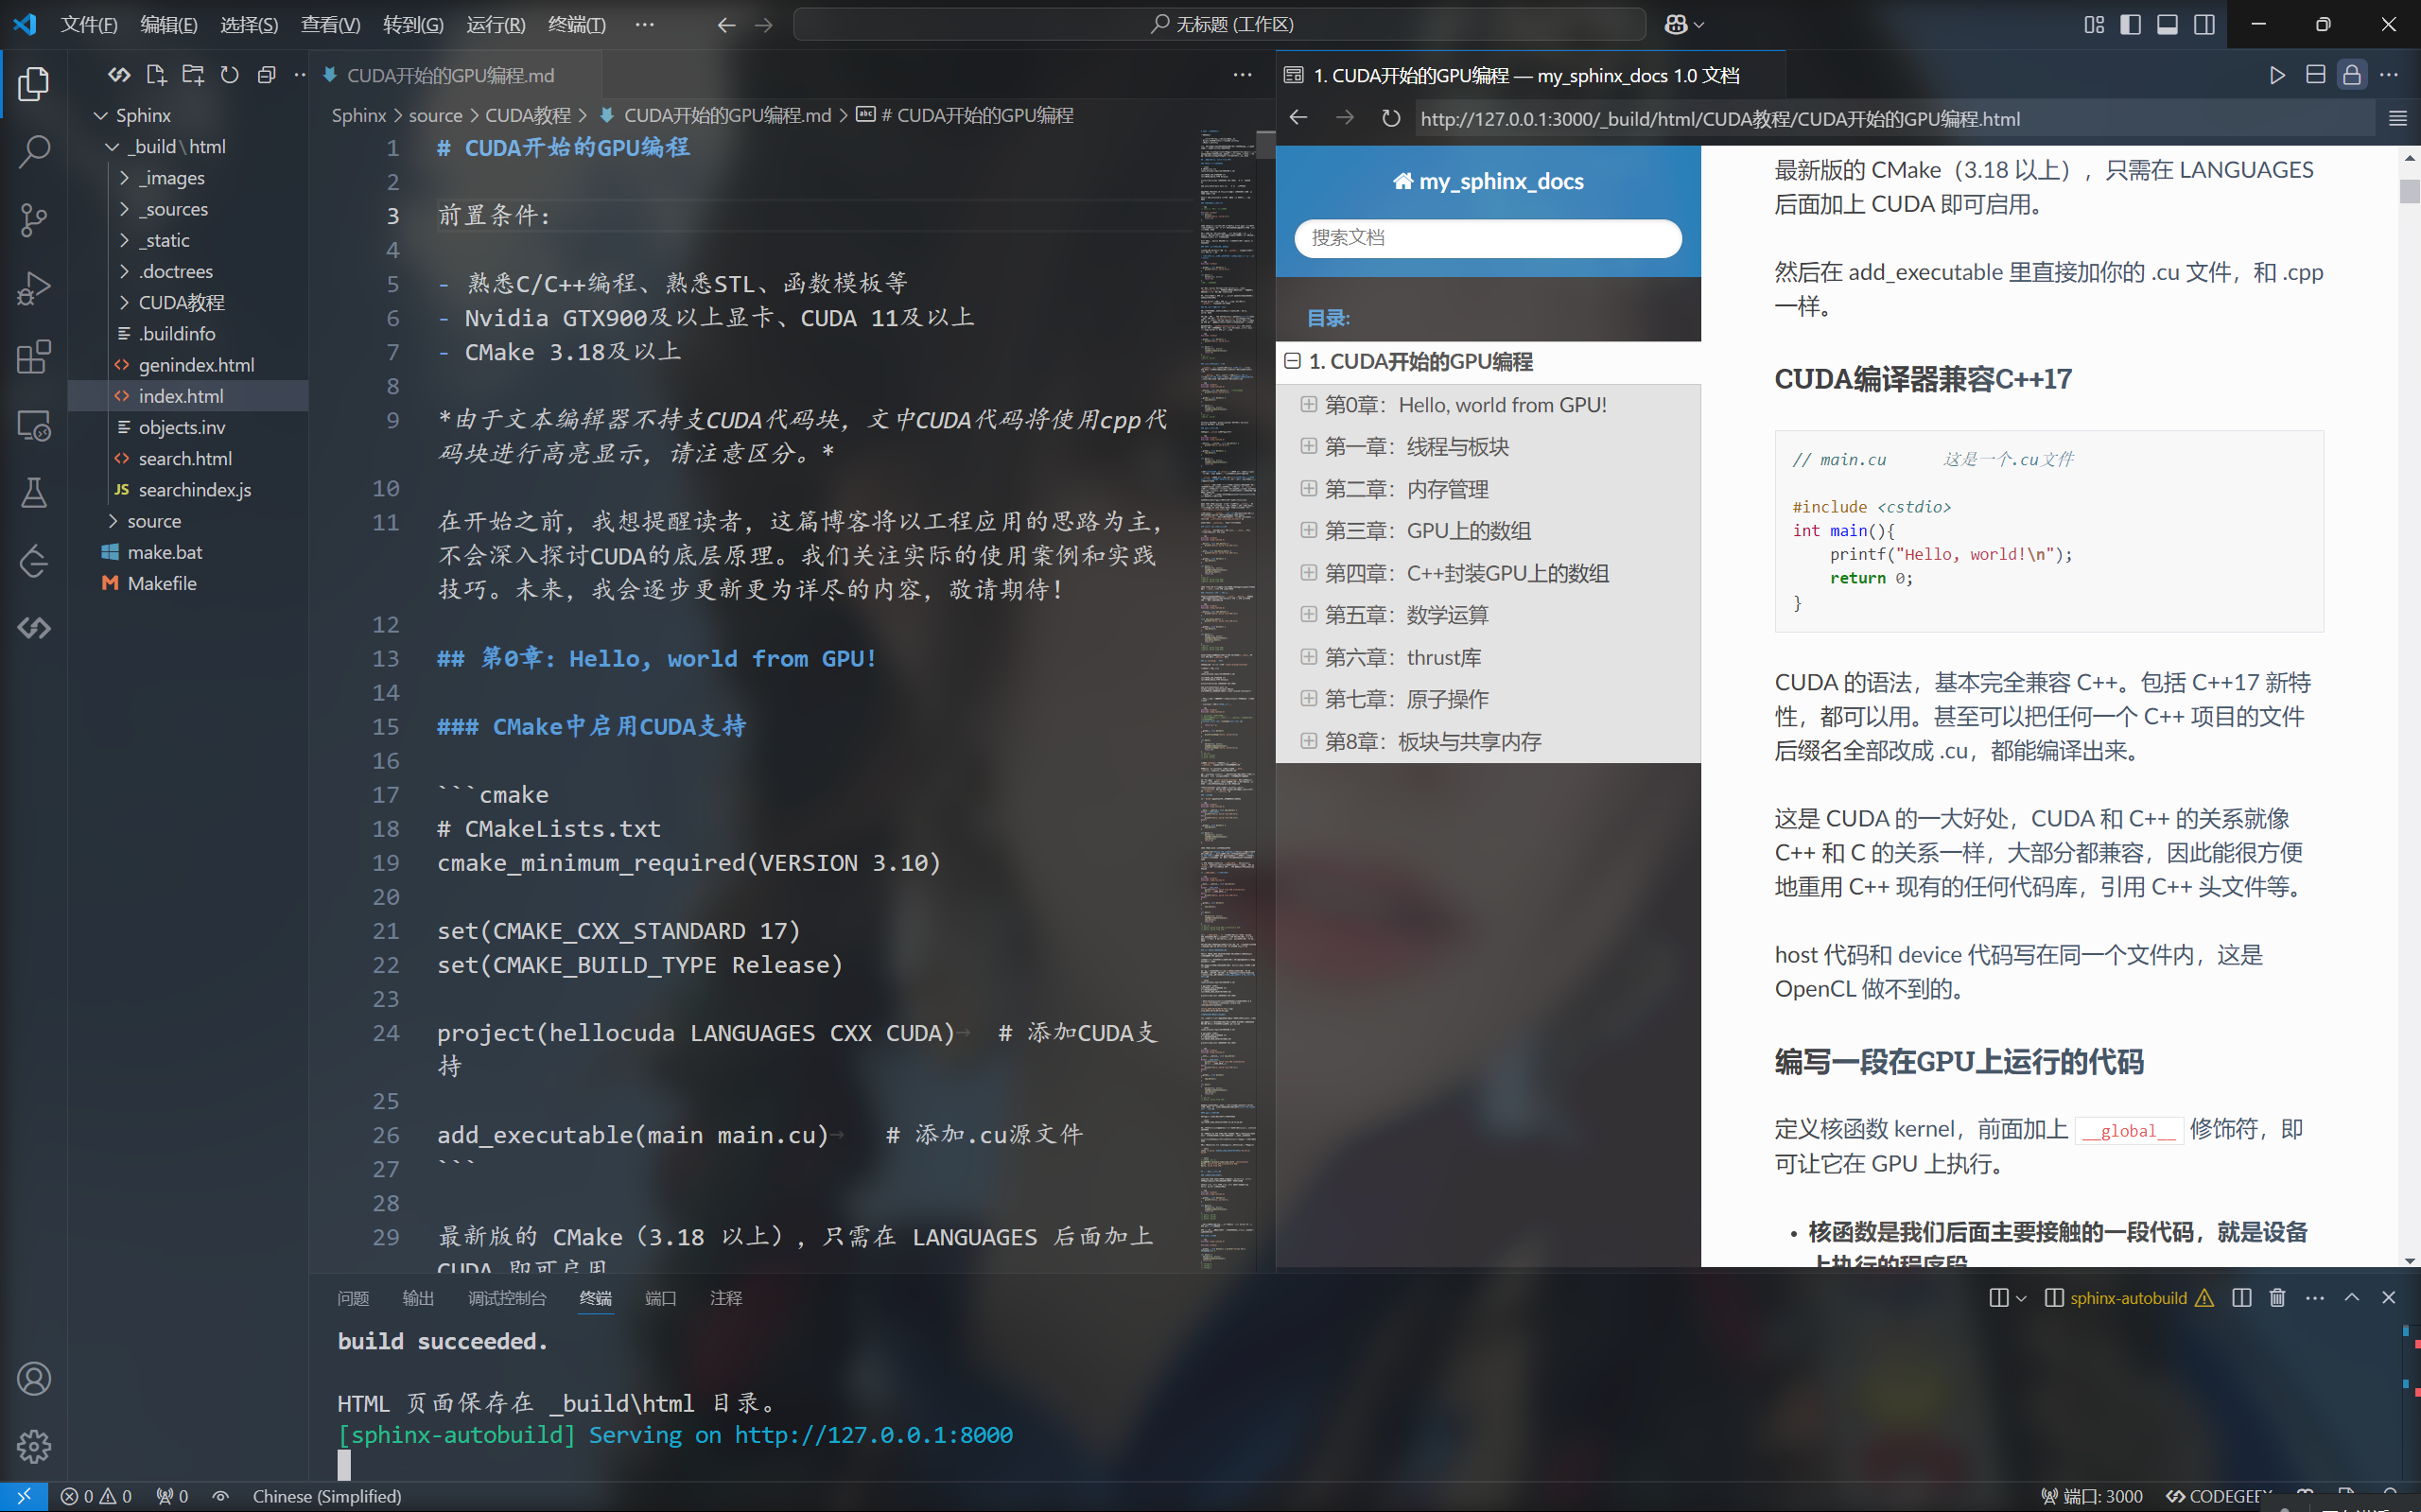 文件(F) 编辑(E) 选择(S) 查看(V) 转到(G) 运行(R) 终端(T) ··· 无标题 (工作区)
Sphinx
_build\html
_images
_sources
_static
.doctrees
CUDA教程
.buildinfo
genindex.html
index.html
objects.inv
search.html
JS searchindex.js
source
make.bat
Makefile
CUDA开始的GPU编程.md
Sphinx > source > CUDA教程 > CUDA开始的GPU编程.md > # CUDA开始的GPU编程
1 # CUDA开始的GPU编程
2
3 前置条件:
4
5 - 熟悉C/C++编程、熟悉STL、函数模板等
6 - Nvidia GTX900及以上显卡、CUDA 11及以上
7 - CMake 3.18及以上
8
9 *由于文本编辑器不持支CUDA代码块，文中CUDA代码将使用cpp代
码块进行高亮显示，请注意区分。*
10
11 在开始之前，我想提醒读者，这篇博客将以工程应用的思路为主，
不会深入探讨CUDA的底层原理。我们关注实际的使用案例和实践
技巧。未来，我会逐步更新更为详尽的内容，敬请期待！
12
13 ## 第0章: Hello, world from GPU!
14
15 ### CMake中启用CUDA支持
16
17 ```cmake
18 # CMakeLists.txt
19 cmake_minimum_required(VERSION 3.10)
20
21 set(CMAKE_CXX_STANDARD 17)
22 set(CMAKE_BUILD_TYPE Release)
23
24 project(hellocuda LANGUAGES CXX CUDA) # 添加CUDA支
持
25
26 add_executable(main main.cu) # 添加.cu源文件
27 ```
28
29 最新版的 CMake（3.18 以上），只需在 LANGUAGES 后面加上
CUDA 即可启用
1. CUDA开始的GPU编程 — my_sphinx_docs 1.0 文档
http://127.0.0.1:3000/_build/html/CUDA教程/CUDA开始的GPU编程.html
my_sphinx_docs
搜索文档
目录:
1. CUDA开始的GPU编程
第0章：Hello, world from GPU!
第一章：线程与板块
第二章：内存管理
第三章：GPU上的数组
第四章：C++封装GPU上的数组
第五章：数学运算
第六章：thrust库
第七章：原子操作
第8章：板块与共享内存
最新版的 CMake（3.18 以上），只需在 LANGUAGES
后面加上 CUDA 即可启用。
然后在 add_executable 里直接加你的 .cu 文件，和 .cpp
一样。
CUDA编译器兼容C++17
// main.cu 这是一个.cu文件
#include <cstdio>
int main(){
printf("Hello, world!\n");
return 0;
}
CUDA 的语法，基本完全兼容 C++。包括 C++17 新特
性，都可以用。甚至可以把任何一个 C++ 项目的文件
后缀名全部改成 .cu，都能编译出来。
这是 CUDA 的一大好处，CUDA 和 C++ 的关系就像
C++ 和 C 的关系一样，大部分都兼容，因此能很方便
地重用 C++ 现有的任何代码库，引用 C++ 头文件等。
host 代码和 device 代码写在同一个文件内，这是
OpenCL 做不到的。
编写一段在GPU上运行的代码
定义核函数 kernel，前面加上 __global__ 修饰符，即
可让它在 GPU 上执行。
• 核函数是我们后面主要接触的一段代码，就是设备
上执行的程序段
问题 输出 调试控制台 终端 端口 注释
sphinx-autobuild
build succeeded.
HTML 页面保存在 _build\html 目录。
[sphinx-autobuild] Serving on http://127.0.0.1:8000
0 0 0 Chinese (Simplified) 端口: 3000